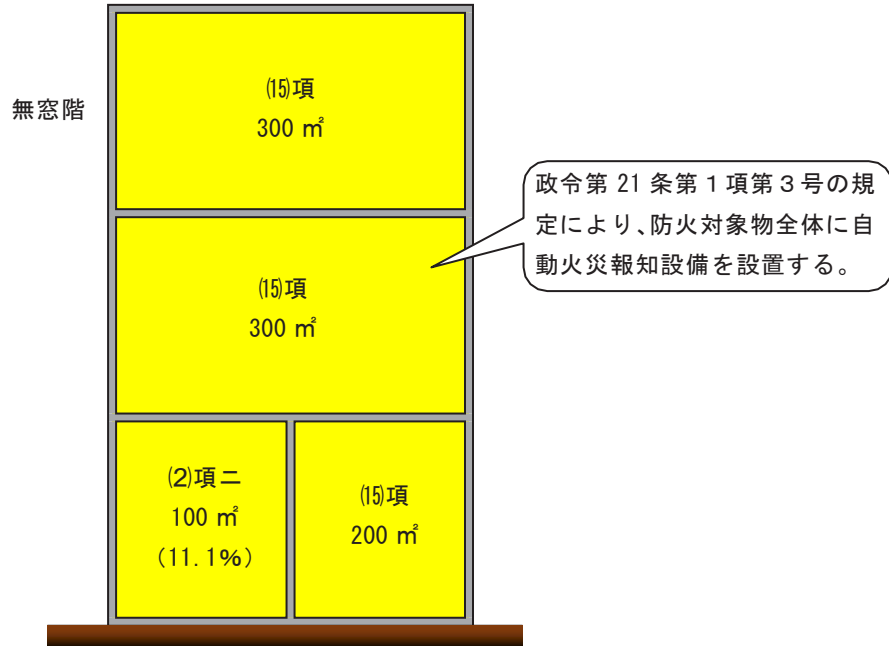 無窓階
⒂項
300 ㎡
政令第 21 条第１項第３号の規
定により、防火対象物全体に自
動火災報知設備を設置する。
⒂項
300 ㎡
⑵項ニ
100 ㎡
（11.1％）
⒂項
200 ㎡